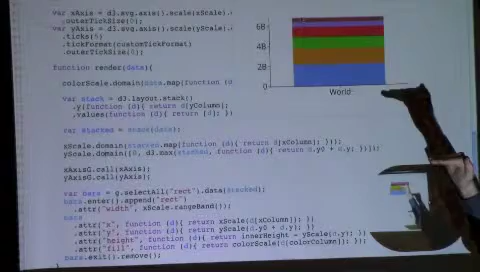 var xAxis = d3.svg.axis().scale(xScale).
.outerTickSize(0);
var yAxis = d3.svg.axis().scale(yScale).
.ticks(5)
.tickFormat(customTickFormat)
.outerTickSize(0);
function render(data){
colorScale.domain(data.map(function (d
var stack = d3.layout.stack()
.y(function (d){ return d[yColumn];
.values(function (d){ return [d]; })
var stacked = stack(data);
xScale.domain(stacked.map(function (d){ return d[xColumn]; }));
yScale.domain([0, d3.max(stacked, function (d){ return d.y0 + d.y; })]);
xAxisG.call(xAxis);
yAxisG.call(yAxis);
var bars = g.selectAll("rect").data(stacked);
bars.enter().append("rect")
.attr("width", xScale.rangeBand());
bars
.attr("x", function (d){ return xScale(d[xColumn]); })
.attr("y", function (d){ return yScale(d.y0 + d.y); })
.attr("height", function (d){ return innerHeight - yScale(d.y); })
.attr("fill", function (d){ return colorScale(d[colorColumn]); });
bars.exit().remove();
}
6B
4B
2B
0
World